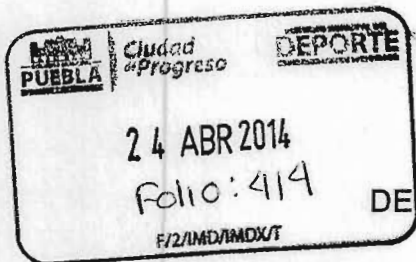 PUEBLA
Ciudad
de Progreso
DEPORTE
24 ABR 2014
Folio: 414
DE
F/2/IMD/IMDX/T